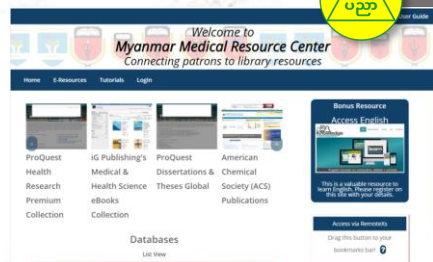 ပညာ
User Guide
Welcome to
Myanmar Medical Resource Center
Connecting patrons to library resources
Home E-Resources Tutorials Login
ProQuest
Health
Research
Premium
Collection
iG Publishing's
Medical &
Health Science
eBooks
Collection
ProQuest
Dissertations &
Theses Global
American
Chemical
Society (ACS)
Publications
Databases
List View
Bonus Resource
Access English
This is a valuable resource to
learn English. Please register on
this site with your details.
Access via RemoteXs
Drag this button to your
bookmarks bar! ?